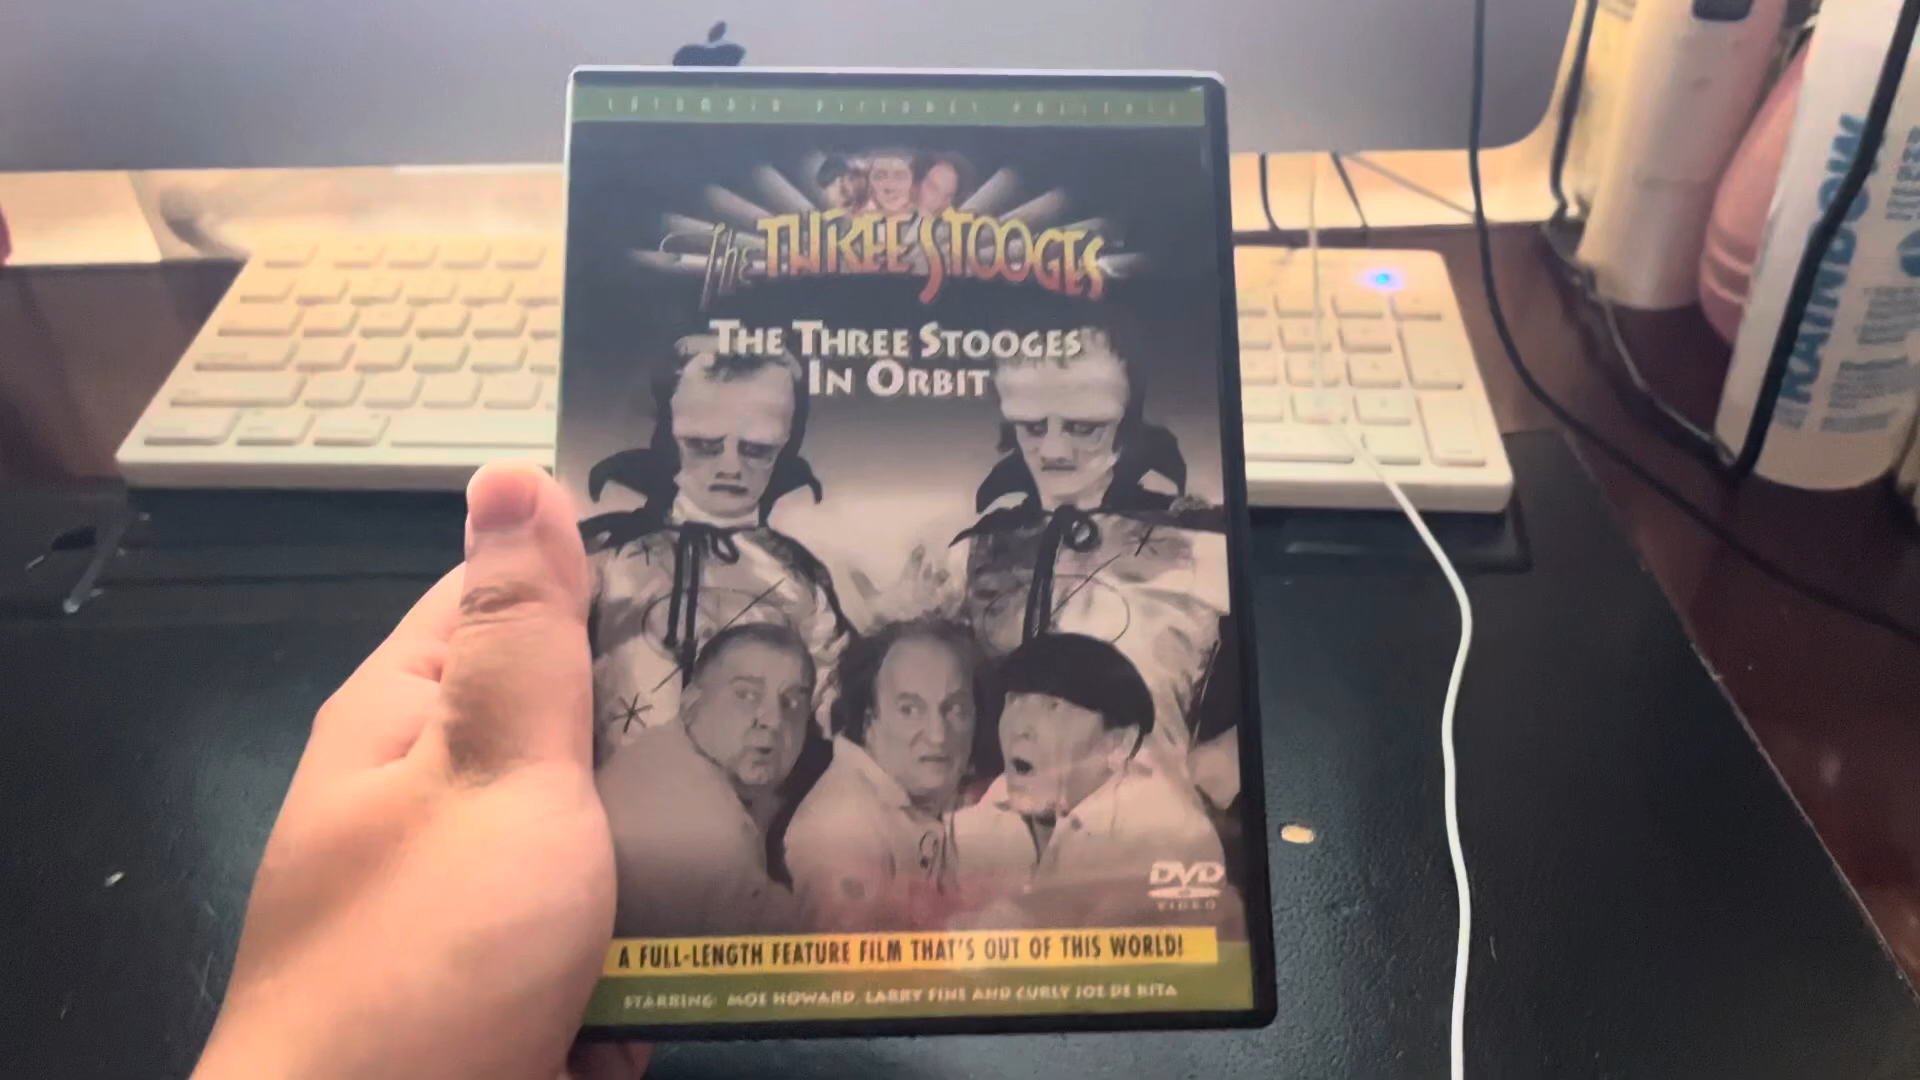 The THREE STOOGES
THE THREE STOOGES
IN ORBIT
DVD
VIDEO
A FULL-LENGTH FEATURE FILM THAT'S OUT OF THIS WORLD!
STARRING: MOE HOWARD, LARRY FINE AND CURLY JOE DE RITA
RAINBOW